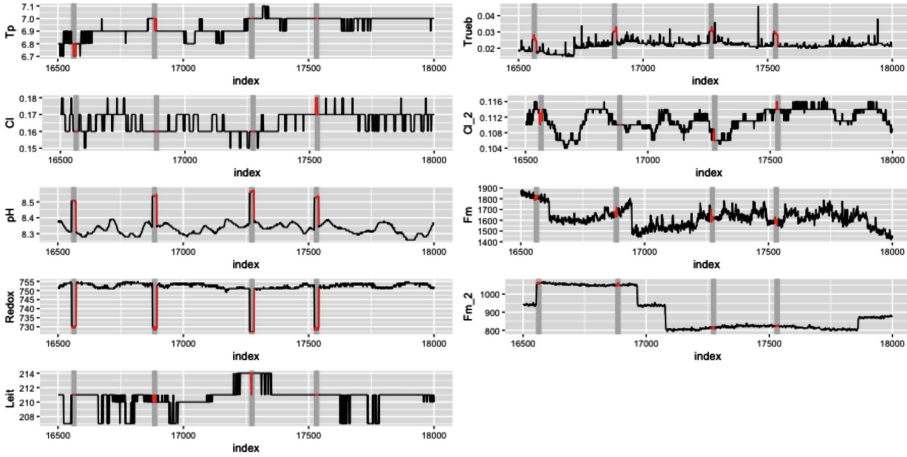 Tp
7.1
7.0
6.9
6.8
6.7
16500 17000 17500 18000
index
Trueb
0.04
0.03
0.02
16500 17000 17500 18000
index
Cl
0.18
0.17
0.16
0.15
16500 17000 17500 18000
index
Cl_2
0.116
0.112
0.108
0.104
16500 17000 17500 18000
index
pH
8.5
8.4
8.3
16500 17000 17500 18000
index
Fm
1900
1800
1700
1600
1500
1400
16500 17000 17500 18000
index
Redox
755
750
745
740
735
730
16500 17000 17500 18000
index
Fm_2
1000
900
800
16500 17000 17500 18000
index
Leit
214
212
210
208
16500 17000 17500 18000
index